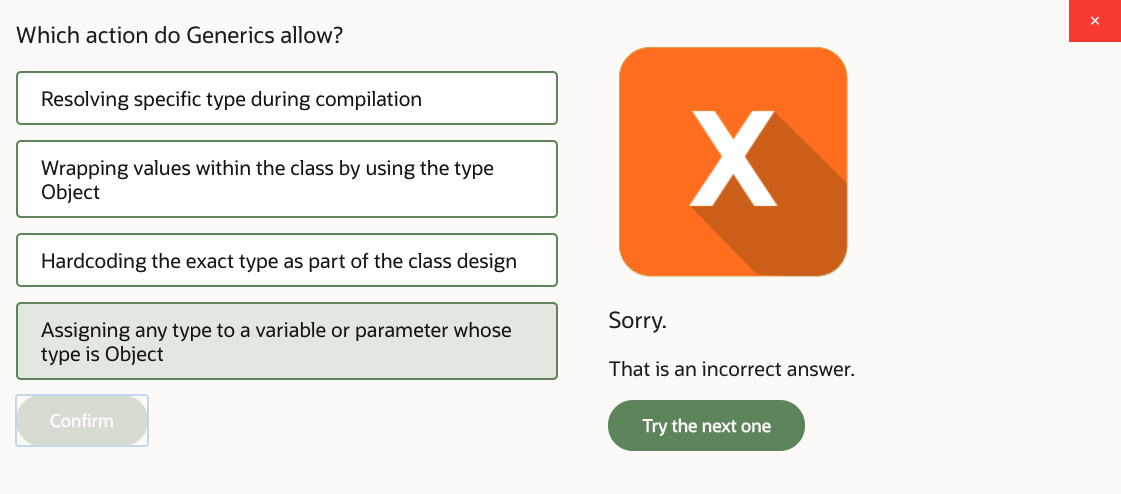 Which action do Generics allow?
×
Resolving specific type during compilation
Wrapping values within the class by using the type
Object
Hardcoding the exact type as part of the class design
Assigning any type to a variable or parameter whose
type is Object
Confirm
X
Sorry.
That is an incorrect answer.
Try the next one